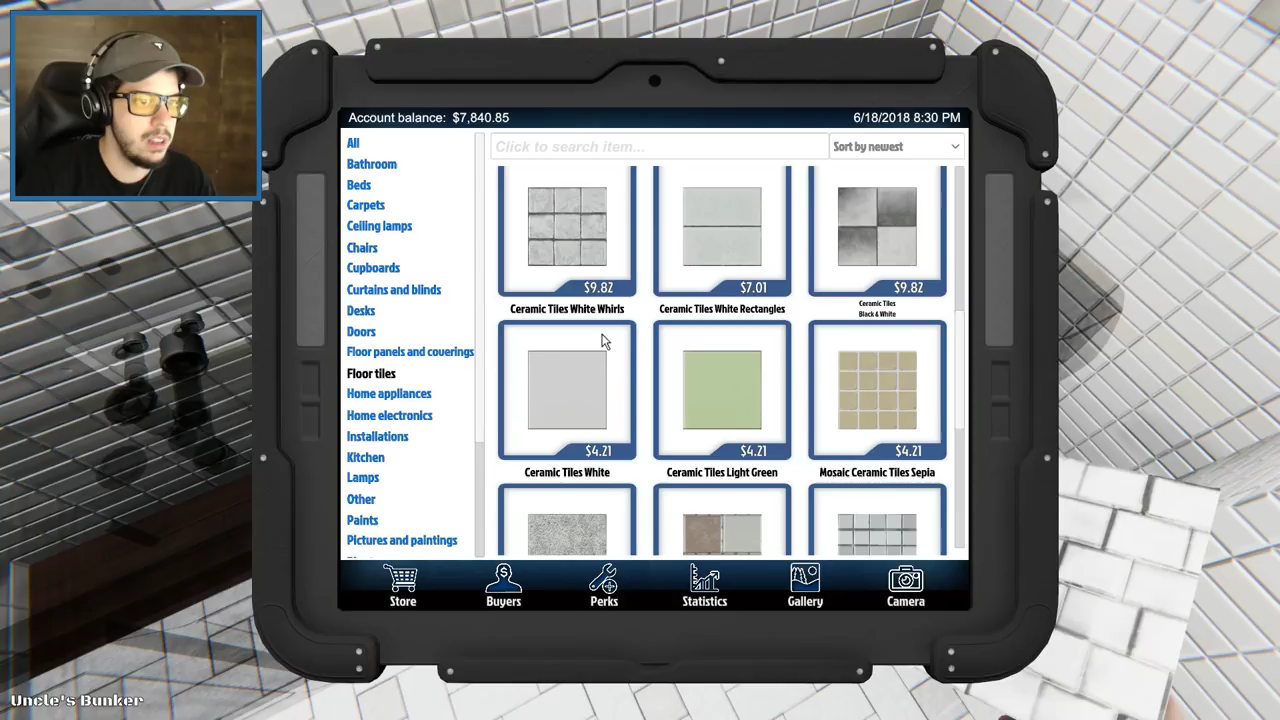 Account balance: $7,840.85
6/18/2018 8:30 PM
Click to search item...
Sort by newest
All
Bathroom
Beds
Carpets
Ceiling lamps
Chairs
Cupboards
Curtains and blinds
Desks
Doors
Floor panels and coverings
Floor tiles
Home appliances
Home electronics
Installations
Kitchen
Lamps
Other
Paints
Pictures and paintings
$9.82
$7.01
$9.82
Ceramic Tiles White Whirls
Ceramic Tiles White Rectangles
Ceramic Tiles
Black & White
$4.21
$4.21
$4.21
Ceramic Tiles White
Ceramic Tiles Light Green
Mosaic Ceramic Tiles Sepia
Store
Buyers
Perks
Statistics
Gallery
Camera
Uncle's Bunker